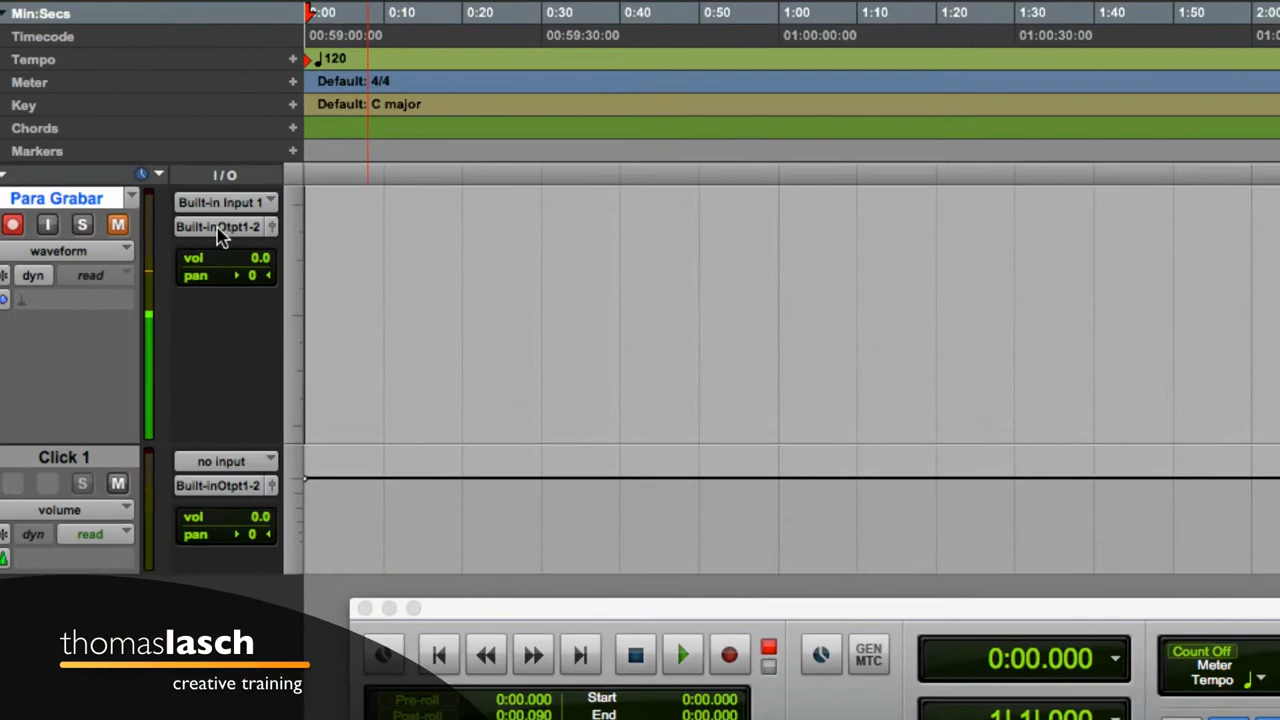 Min:Secs
0:00 0:10 0:20 0:30 0:40 0:50 1:00 1:10 1:20 1:30 1:40 1:50 2:00
Timecode
00:59:00:00 00:59:30:00 01:00:00:00 01:00:30:00 01:0
Tempo + 120
Meter + Default: 4/4
Key + Default: C major
Chords +
Markers +
I/O
Para Grabar
Built-in Input 1
I S M
Built-inOtpt1-2
waveform
vol 0.0
dyn read
pan 0
Click 1
no input
S M
Built-inOtpt1-2
volume
vol 0.0
dyn read
pan 0
thomaslasch
creative training
GEN
MTC
0:00.000
Count Off
Meter
Tempo
Pre-roll 0:00.000
Start 0:00.000
Post-roll 0:00.090
End 0:00.000
1|1|000